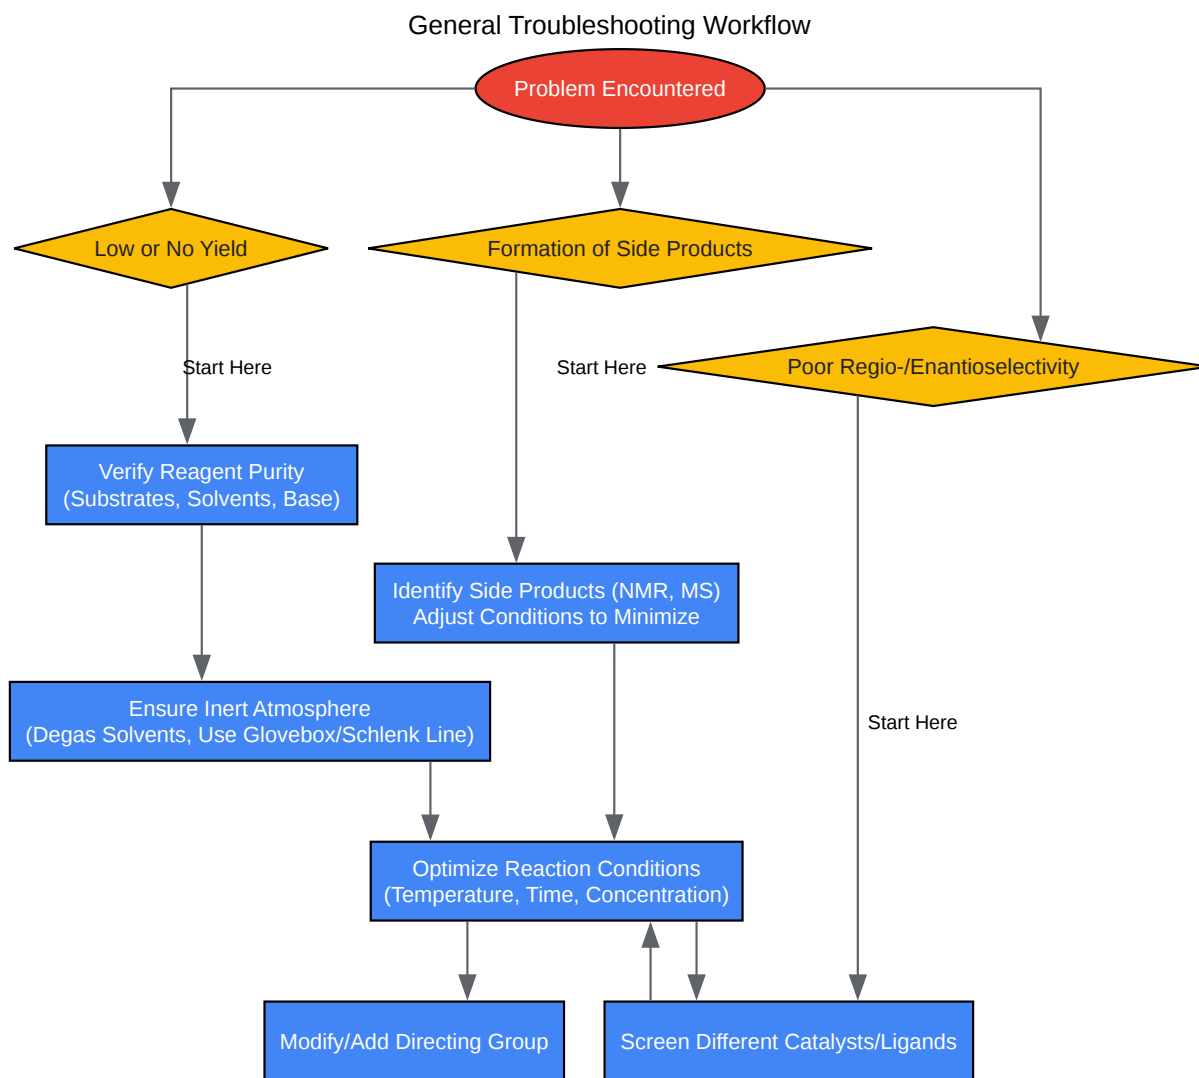 General Troubleshooting Workflow
Problem Encountered
Low or No Yield
Formation of Side Products
Start Here
Start Here
Poor Regio-/Enantioselectivity
Verify Reagent Purity
(Substrates, Solvents, Base)
Identify Side Products (NMR, MS)
Adjust Conditions to Minimize
Ensure Inert Atmosphere
(Degas Solvents, Use Glovebox/Schlenk Line)
Start Here
Optimize Reaction Conditions
(Temperature, Time, Concentration)
Modify/Add Directing Group
Screen Different Catalysts/Ligands